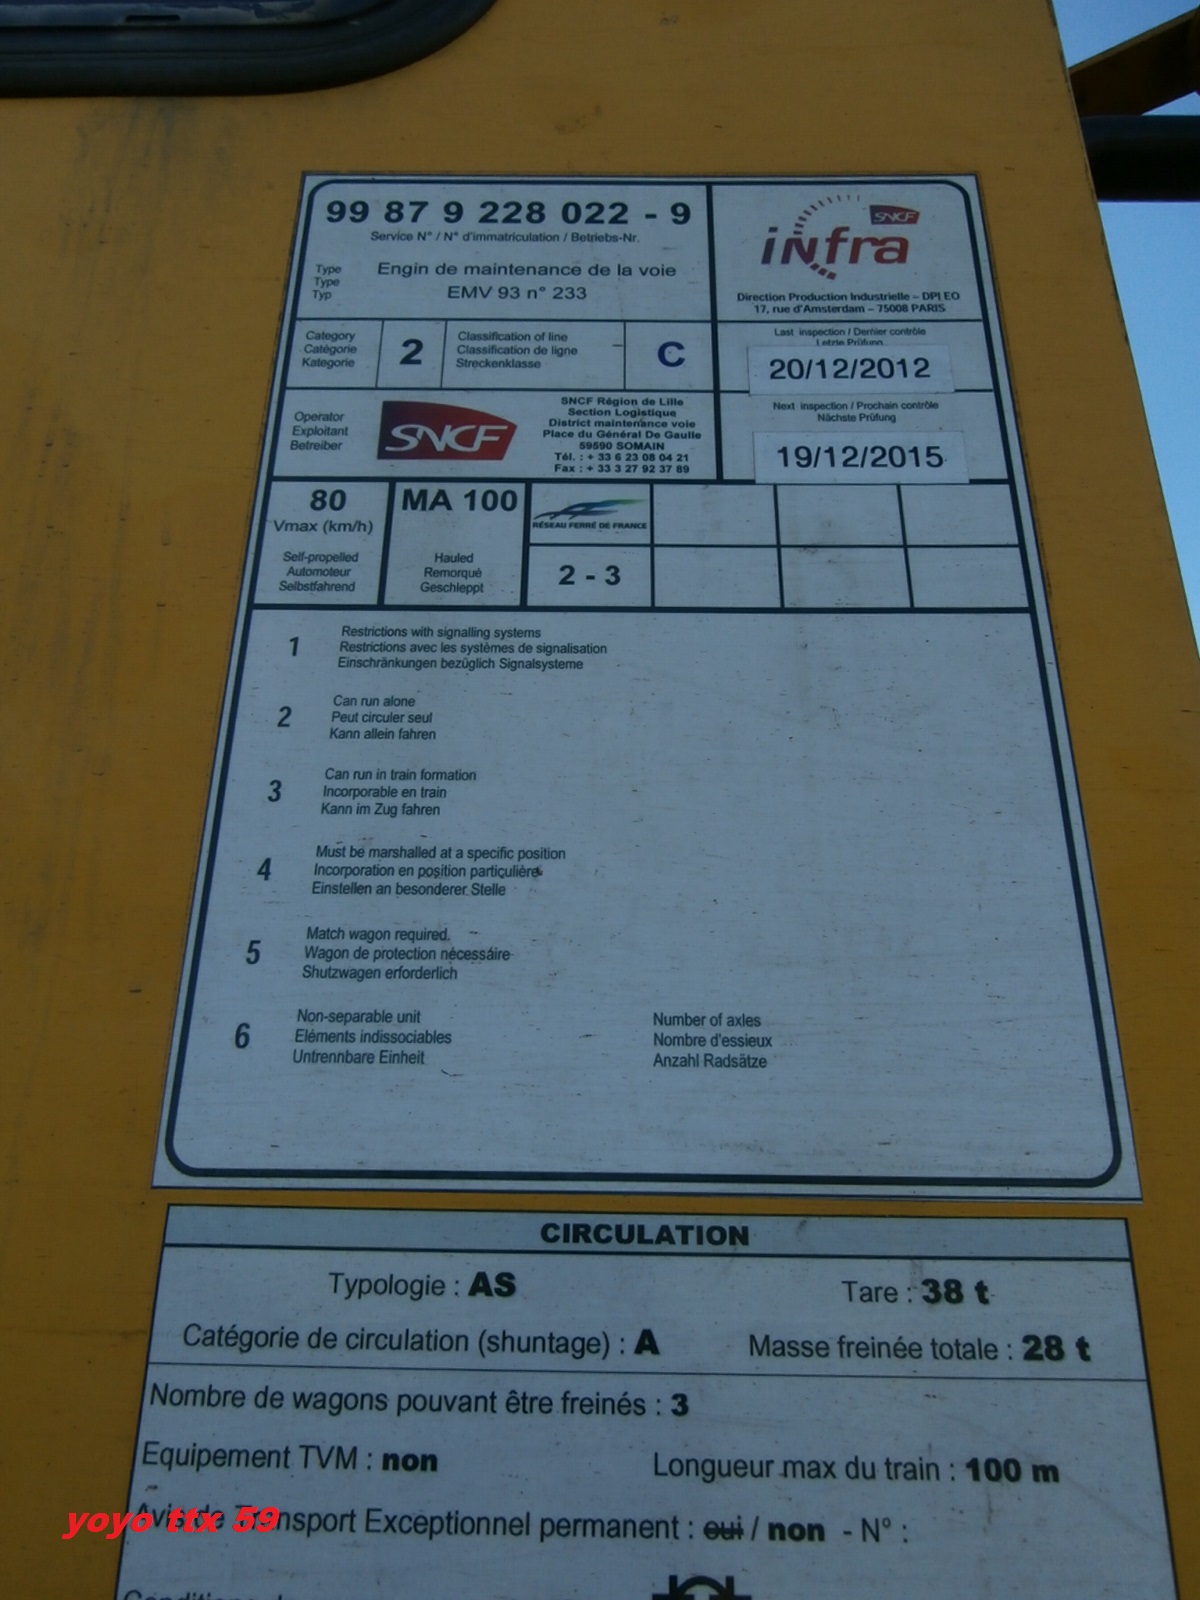 99 87 9 228 022 - 9
Service N° / N° d'immatriculation / Betriebs-Nr.
Type
Type
Typ
Engin de maintenance de la voie
EMV 93 n° 233
SNCF
infra
Direction Production Industrielle – DPI EO
17, rue d'Amsterdam – 75008 PARIS
Category
Catégorie
Kategorie
2
Classification of line
Classification de ligne
Streckenklasse
C
Last inspection / Dernier contrôle
Letzte Prüfung
20/12/2012
Operator
Exploitant
Betreiber
SNCF
SNCF Région de Lille
Section Logistique
District maintenance voie
Place du Général De Gaulle
59590 SOMAIN
Tél. : + 33 6 23 08 04 21
Fax : + 33 3 27 92 37 89
Next inspection / Prochain contrôle
Nächste Prüfung
19/12/2015
80
Vmax (km/h)
Self-propelled
Automoteur
Selbstfahrend
MA 100
Hauled
Remorqué
Geschleppt
RÉSEAU FERRÉ DE FRANCE
2 - 3
1
Restrictions with signalling systems
Restrictions avec les systèmes de signalisation
Einschränkungen bezüglich Signalsysteme
2
Can run alone
Peut circuler seul
Kann allein fahren
3
Can run in train formation
Incorporable en train
Kann im Zug fahren
4
Must be marshalled at a specific position
Incorporation en position particulière
Einstellen an besonderer Stelle
5
Match wagon required
Wagon de protection nécessaire
Shutzwagen erforderlich
6
Non-separable unit
Eléments indissociables
Untrennbare Einheit
Number of axles
Nombre d'essieux
Anzahl Radsätze
CIRCULATION
Typologie : AS
Tare : 38 t
Catégorie de circulation (shuntage) : A
Masse freinée totale : 28 t
Nombre de wagons pouvant être freinés : 3
Equipement TVM : non
Longueur max du train : 100 m
Avis de Transport Exceptionnel permanent : oui / non - N° :
yoyo ttx 59